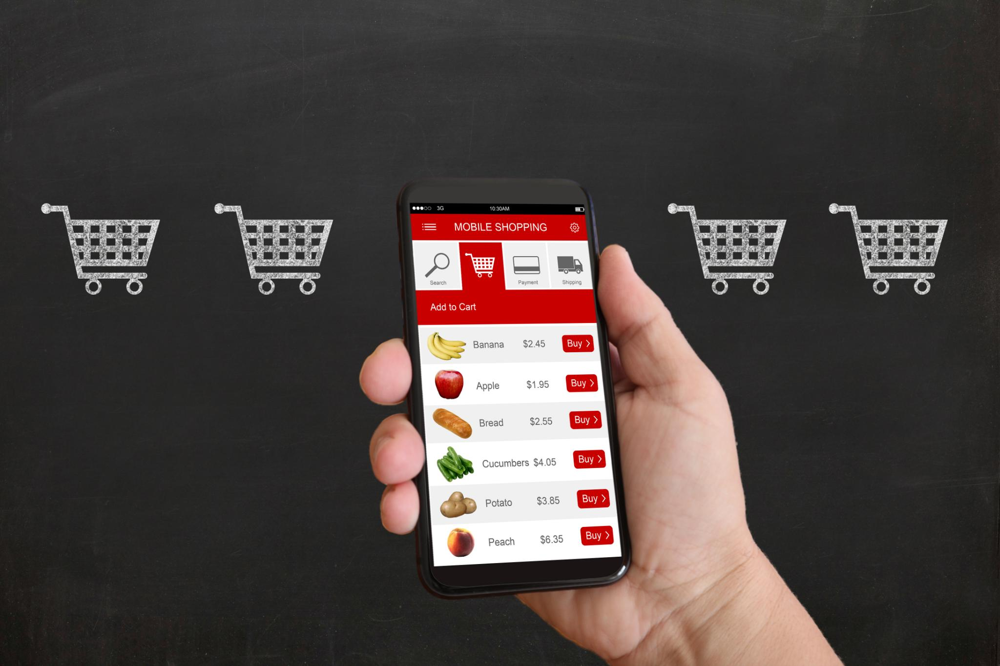 3G 10:30AM
MOBILE SHOPPING
Search Payment Shipping
Add to Cart
Banana $2.45 Buy >
Apple $1.95 Buy >
Bread $2.55 Buy >
Cucumbers $4.05 Buy >
Potato $3.85 Buy >
Peach $6.35 Buy >